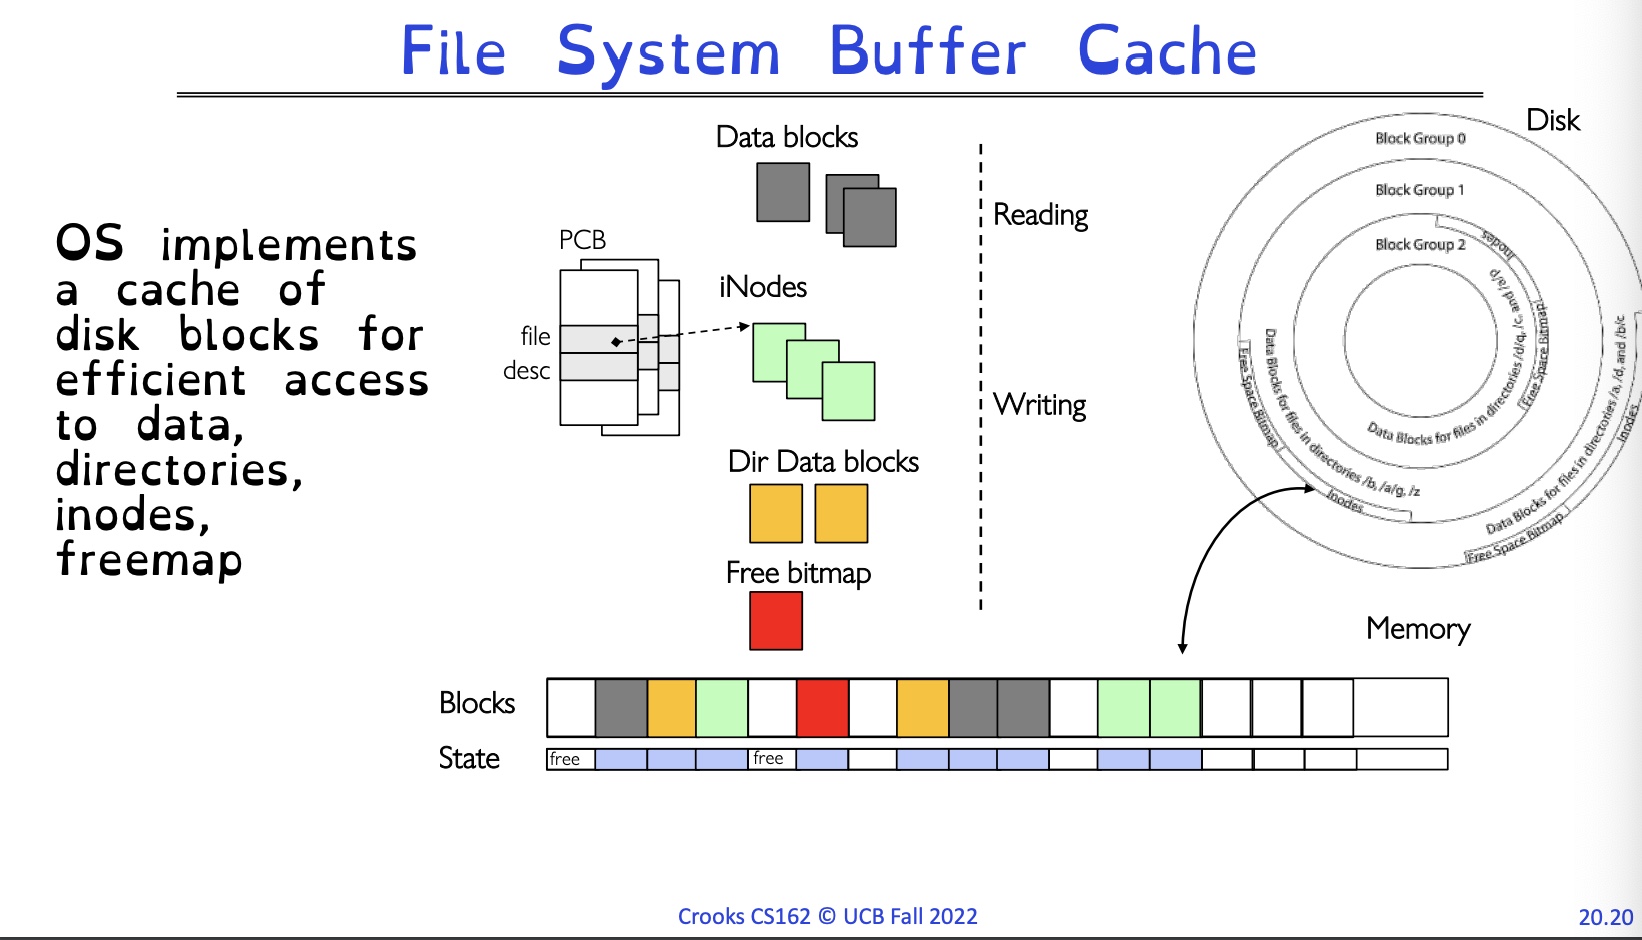 File System Buffer Cache
OS implements
a cache of
disk blocks for
efficient access
to data,
directories,
inodes,
freemap
Data blocks
PCB
file
desc
iNodes
Dir Data blocks
Free bitmap
Reading
Writing
Disk
Block Group 0
Block Group 1
Block Group 2
Inodes
Free Space Bitmap
Data Blocks for files in directories /d/q, /c, and /a/p
Data Blocks for files in directories /b, /a/g, /z
Free Space Bitmap
Inodes
Data Blocks for files in directories /a, /d, and /b/c
Free Space Bitmap
Inodes
Memory
Blocks
State
free
free
Crooks CS162 © UCB Fall 2022
20.20